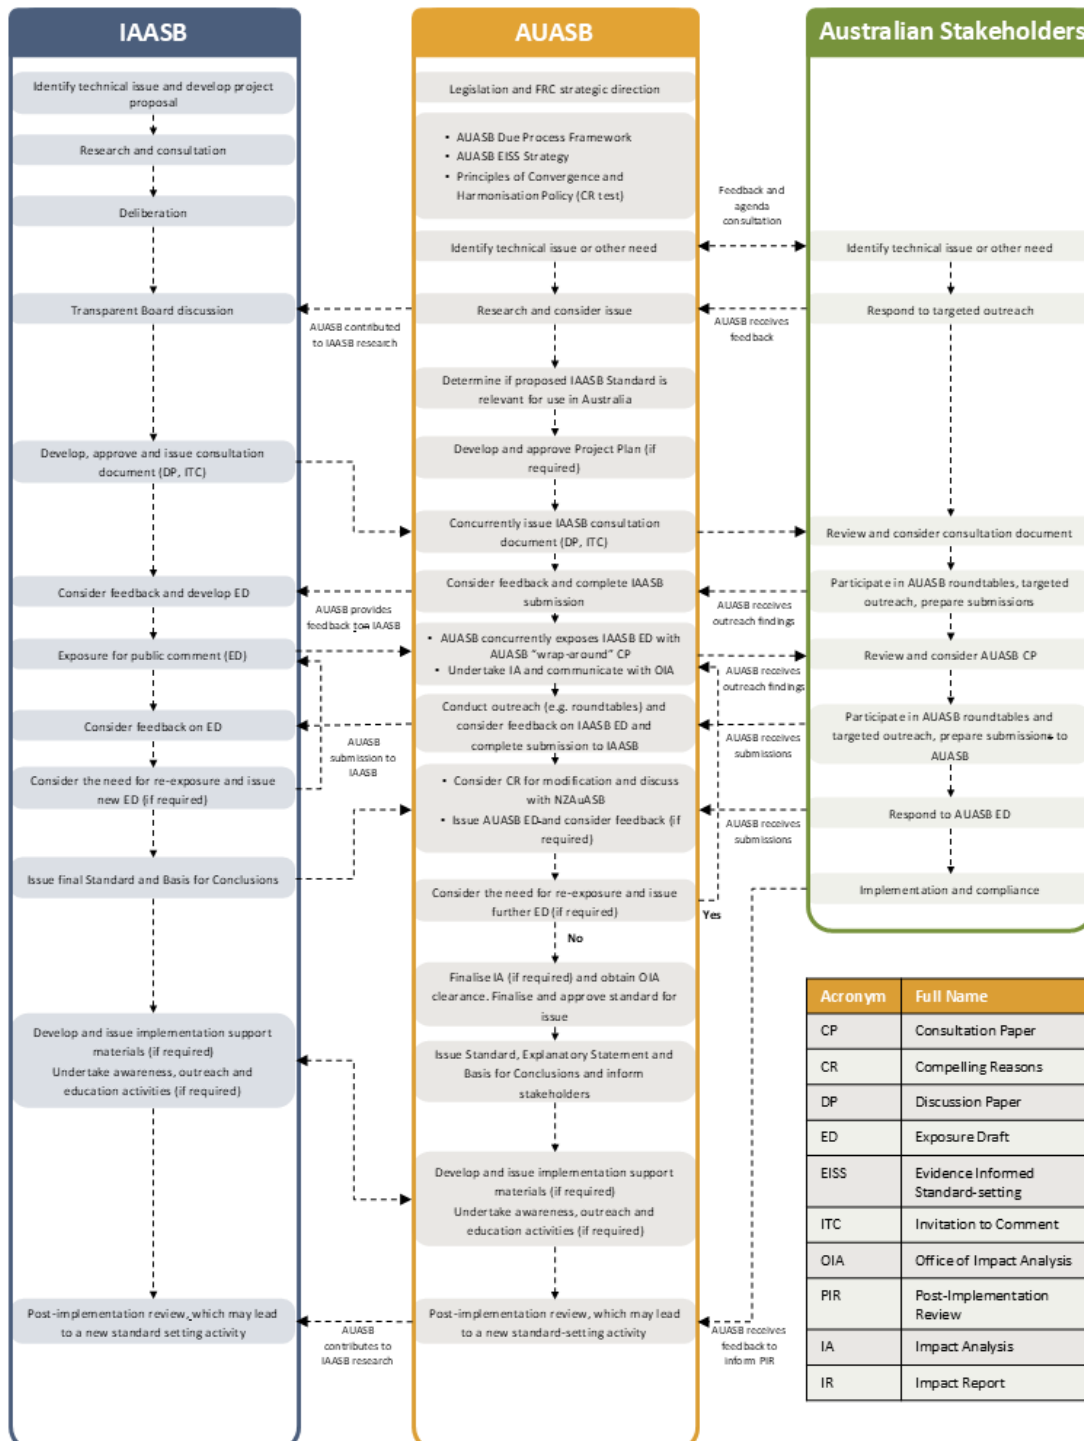 IAASB
Identify technical issue and develop project
proposal
Research and consultation
Deliberation
Transparent Board discussion
Develop, approve and issue consultation
document (DP, ITC)
Consider feedback and develop ED
Exposure for public comment (ED)
Consider feedback on ED
Consider the need for re-exposure and issue
new ED (if required)
Issue final Standard and Basis for Conclusions
Develop and issue implementation support
materials (if required)
Undertake awareness, outreach and
education activities (if required)
Post-implementation review, which may lead
to a new standard setting activity
AUASB contributed
to IAASB research
AUASB provides
feedback ton IAASB
AUASB
submission to
IAASB
AUASB
contributes to
IAASB research
AUASB
Legislation and FRC strategic direction
• AUASB Due Process Framework
• AUASB EISS Strategy
• Principles of Convergence and
Harmonisation Policy (CR test)
Identify technical issue or other need
Research and consider issue
Determine if proposed IAASB Standard is
relevant for use in Australia
Develop and approve Project Plan (if
required)
Concurrently issue IAASB consultation
document (DP, ITC)
Consider feedback and complete IAASB
submission
• AUASB concurrently exposes IAASB ED with
AUASB "wrap-around" CP
• Undertake IA and communicate with OIA
Conduct outreach (e.g. roundtables) and
consider feedback on IAASB ED and
complete submission to IAASB
• Consider CR for modification and discuss
with NZAuASB
• Issue AUASB ED and consider feedback (if
required)
Consider the need for re-exposure and issue
further ED (if required)
Yes
No
Finalise IA (if required) and obtain OIA
clearance. Finalise and approve standard for
issue
Issue Standard, Explanatory Statement and
Basis for Conclusions and inform
stakeholders
Develop and issue implementation support
materials (if required)
Undertake awareness, outreach and
education activities (if required)
Post-implementation review, which may lead
to a new standard-setting activity
Feedback and
agenda
consultation
AUASB receives
feedback
AUASB receives
outreach findings
AUASB receives
outreach findings
AUASB receives
submissions
AUASB receives
submissions
AUASB receives
feedback to
inform PIR
Australian Stakeholders
Identify technical issue or other need
Respond to targeted outreach
Review and consider consultation document
Participate in AUASB roundtables, targeted
outreach, prepare submissions
Review and consider AUASB CP
Participate in AUASB roundtables and
targeted outreach, prepare submissions to
AUASB
Respond to AUASB ED
Implementation and compliance
Acronym Full Name
CP Consultation Paper
CR Compelling Reasons
DP Discussion Paper
ED Exposure Draft
EISS Evidence Informed
Standard-setting
ITC Invitation to Comment
OIA Office of Impact Analysis
PIR Post-Implementation
Review
IA Impact Analysis
IR Impact Report